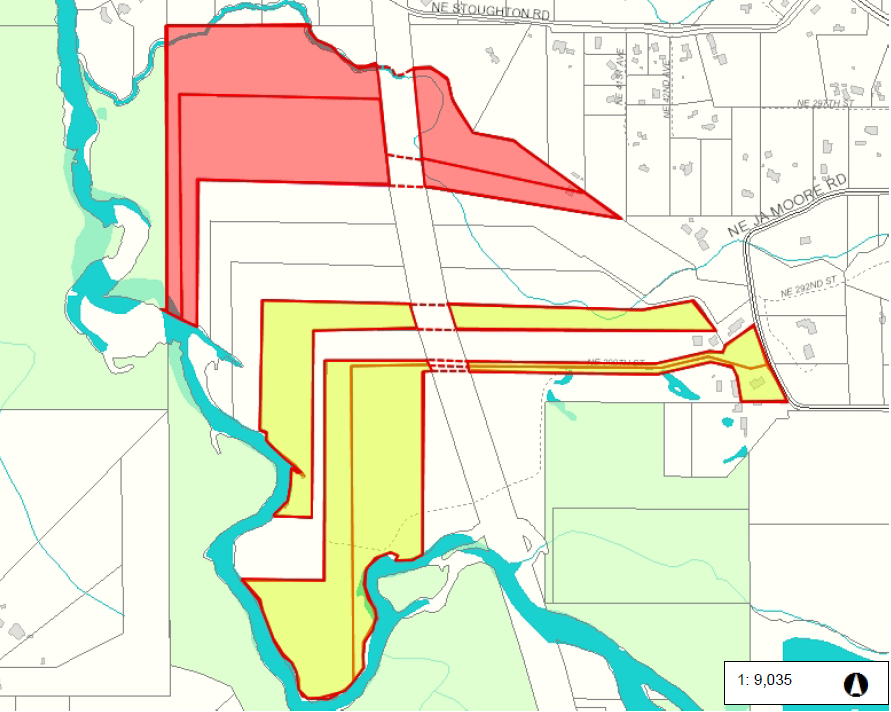 NE STOUGHTON RD
NE 41ST AVE
NE 42ND AVE
NE 297TH ST
NE JA MOORE RD
NE 292ND ST
1: 9,035